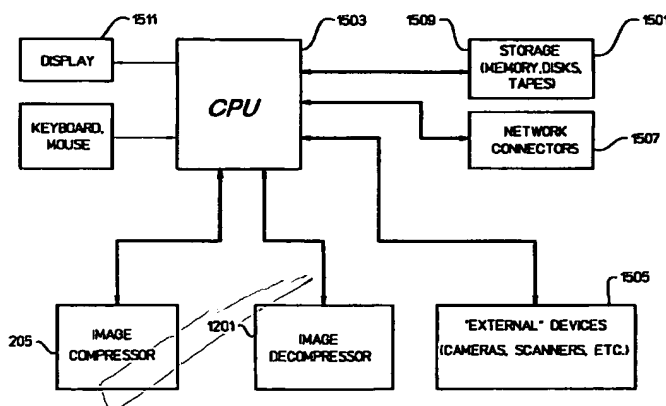 1511
1503
1509
1501
DISPLAY
CPU
STORAGE
(MEMORY,DISKS,
TAPES)
KEYBOARD,
MOUSE
NETWORK
CONNECTORS
1507
1505
205
IMAGE
COMPRESSOR
1201
IMAGE
DECOMPRESSOR
"EXTERNAL" DEVICES
(CAMERAS, SCANNERS, ETC.)